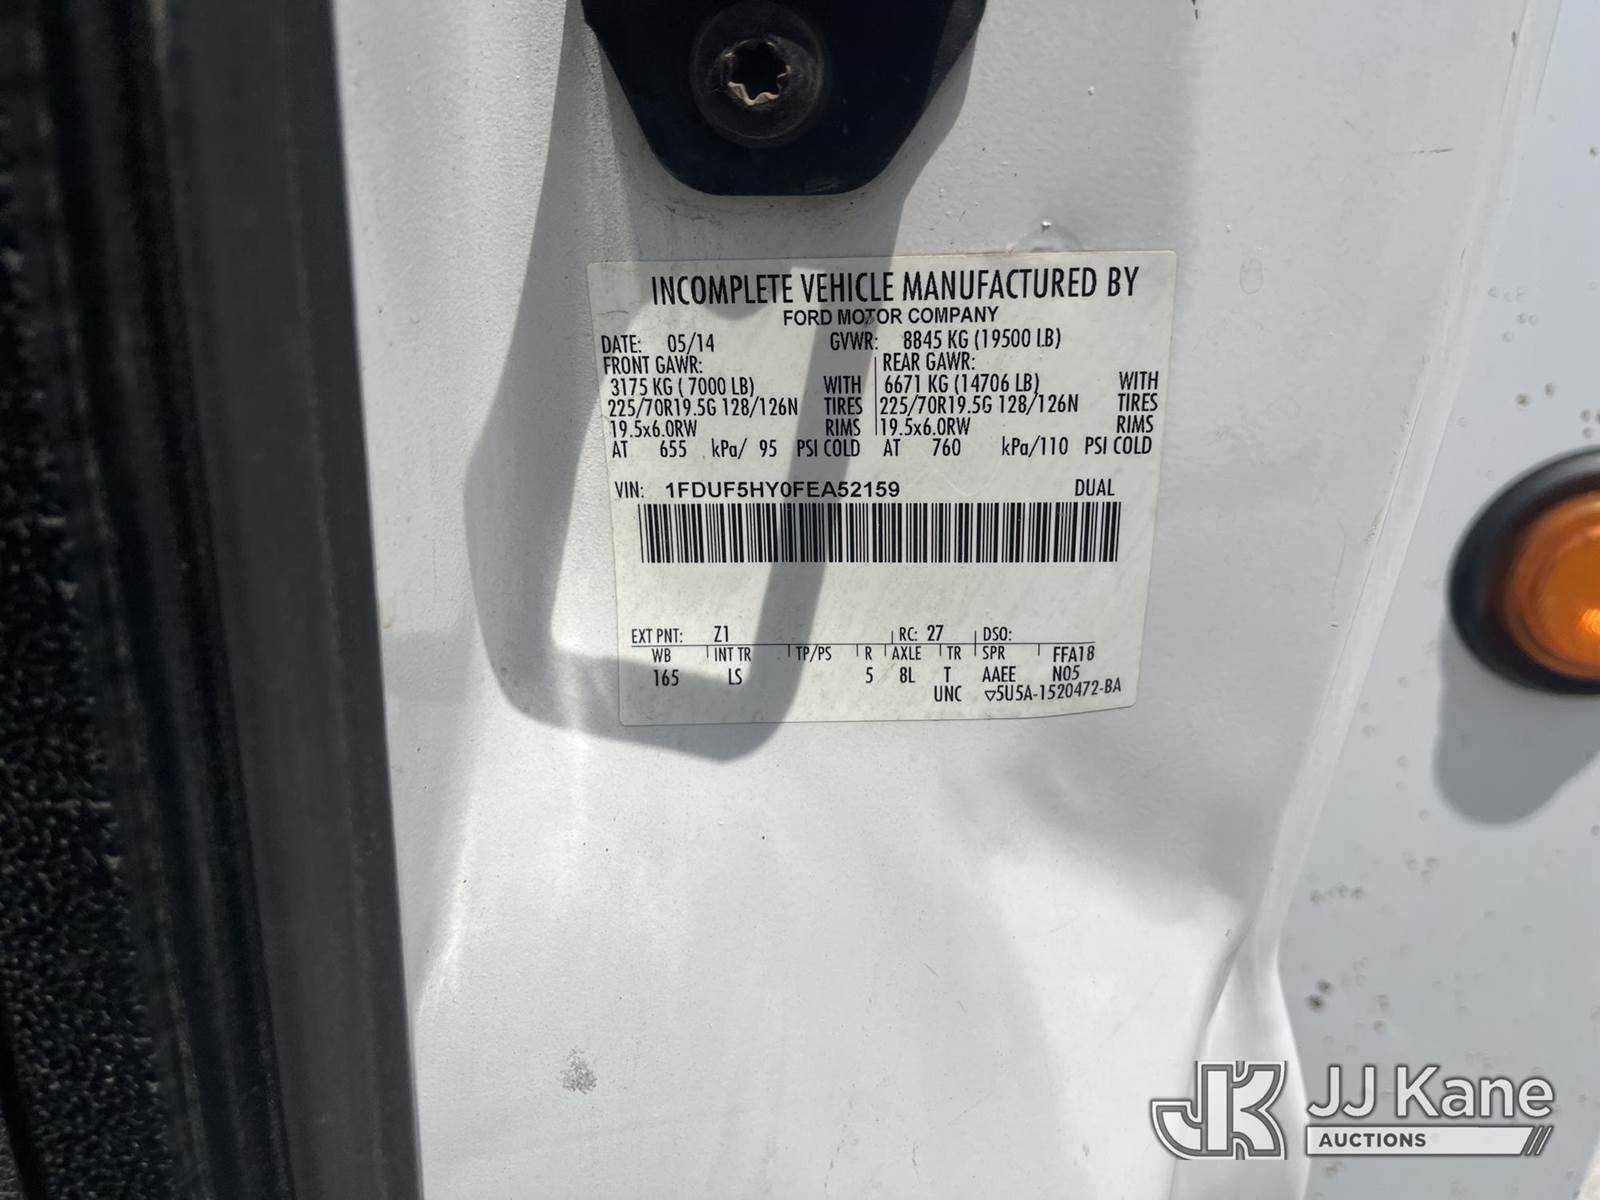 INCOMPLETE VEHICLE MANUFACTURED BY
FORD MOTOR COMPANY
DATE: 05/14 GVWR: 8845 KG (19500 LB)
FRONT GAWR: REAR GAWR:
3175 KG ( 7000 LB) WITH 6671 KG (14706 LB) WITH
225/70R19.5G 128/126N TIRES 225/70R19.5G 128/126N TIRES
19.5x6.0RW RIMS 19.5x6.0RW RIMS
AT 655 kPa/ 95 PSI COLD AT 760 kPa/110 PSI COLD
VIN: 1FDUF5HY0FEA52159 DUAL
EXT PNT: Z1 RC: 27 DSO:
WB INT TR TP/PS R AXLE TR SPR FFA18
165 LS 5 8L T AAEE N05
UNC ▽5U5A-1520472-BA
JK JJ Kane
AUCTIONS